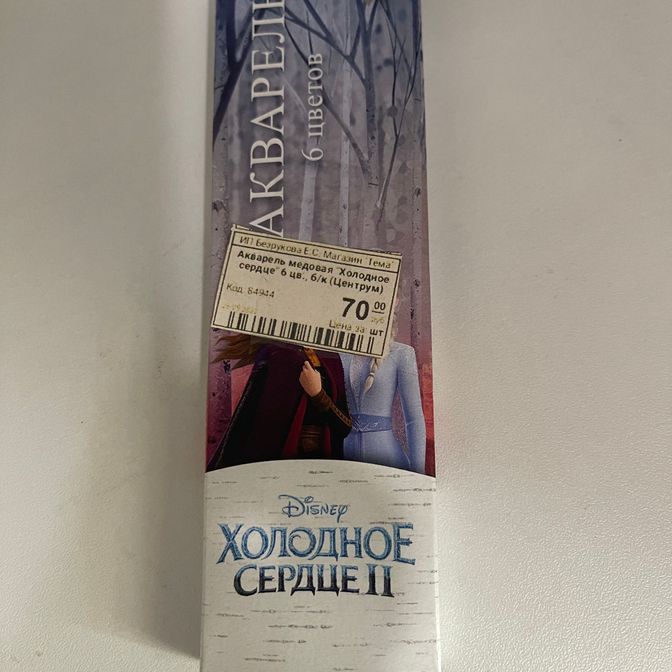 АКВАРЕЛЬ
6 цветов
ИП Безрукова Е.С. Магазин "Тема"
Акварель медовая "Холодное
сердце" 6 цв., б/к (Центрум)
Код 84944
70 00
руб
Цена за шт
Disney
ХОЛОДНОЕ
СЕРДЦЕ II